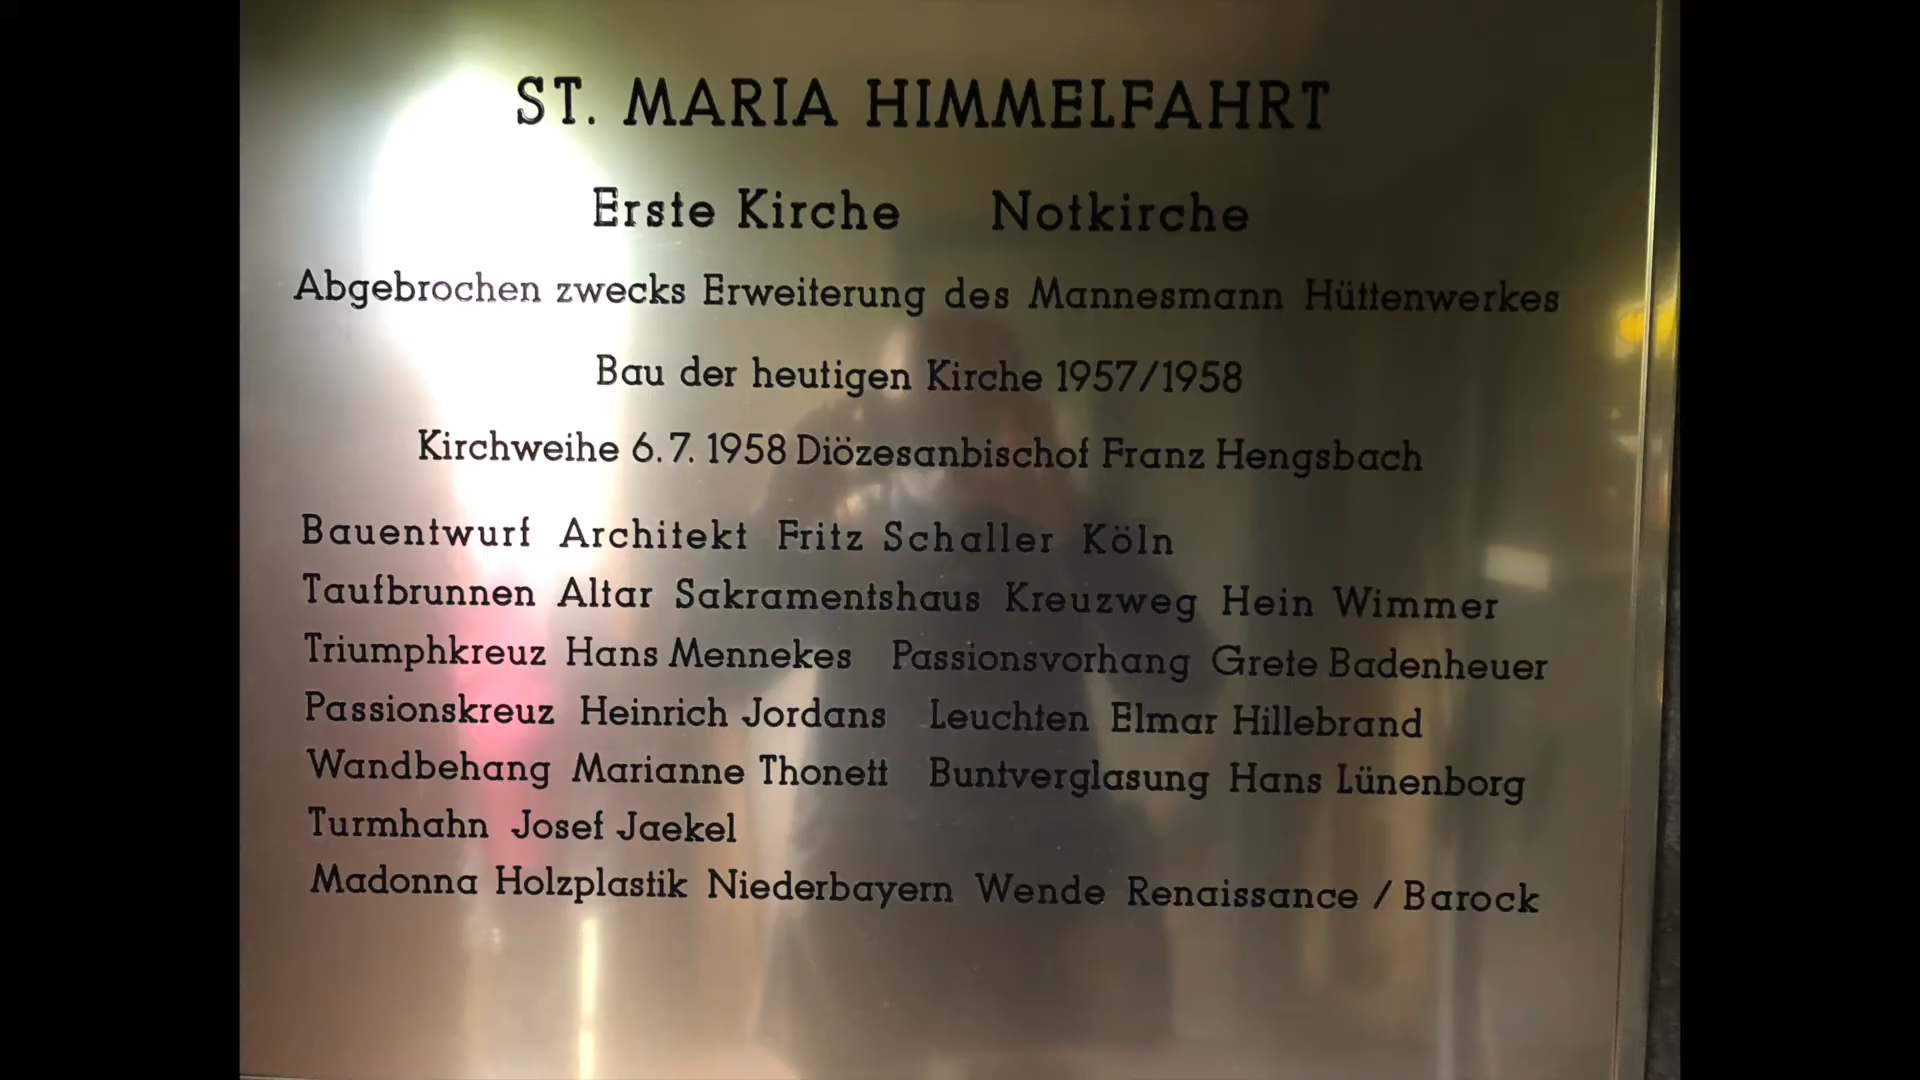 ST. MARIA HIMMELFAHRT
Erste Kirche Notkirche
Abgebrochen zwecks Erweiterung des Mannesmann Hüttenwerkes
Bau der heutigen Kirche 1957/1958
Kirchweihe 6.7. 1958 Diözesanbischof Franz Hengsbach
Bauentwurf Architekt Fritz Schaller Köln
Taufbrunnen Altar Sakramentshaus Kreuzweg Hein Wimmer
Triumphkreuz Hans Mennekes Passionsvorhang Grete Badenheuer
Passionskreuz Heinrich Jordans Leuchten Elmar Hillebrand
Wandbehang Marianne Thonett Buntverglasung Hans Lünenborg
Turmhahn Josef Jaekel
Madonna Holzplastik Niederbayern Wende Renaissance / Barock